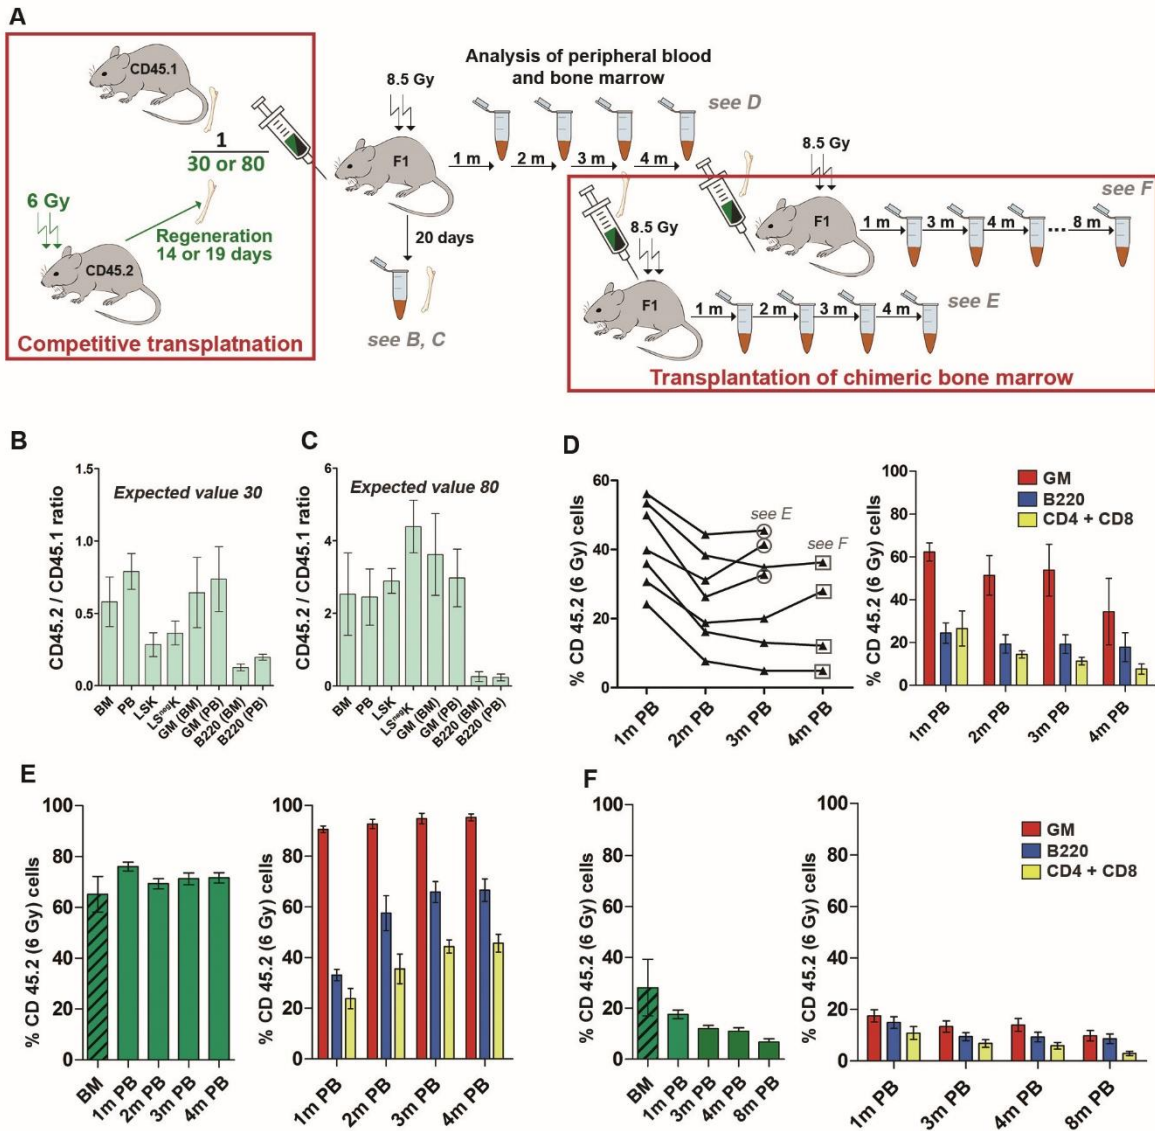 A
CD45.1
1
30 or 80
6 Gy
Regeneration
14 or 19 days
CD45.2
Competitive transplatnation
8.5 Gy
F1
20 days
see B, C
Analysis of peripheral blood
and bone marrow
1 m
2 m
3 m
4 m
see D
8.5 Gy
F1
1 m
3 m
4 m
8 m
see F
8.5 Gy
F1
1 m
2 m
3 m
4 m
see E
Transplantation of chimeric bone marrow
B
CD45.2 / CD45.1 ratio
1.5
1.0
0.5
0.0
Expected value 30
BM
PB
LSK
LSnegK
GM (BM)
GM (PB)
B220 (BM)
B220 (PB)
C
6
4
2
0
Expected value 80
BM
PB
LSK
LSnegK
GM (BM)
GM (PB)
B220 (BM)
B220 (PB)
D
% CD 45.2 (6 Gy) cells
60
40
20
0
see E
see F
1m PB
2m PB
3m PB
4m PB
% CD 45.2 (6 Gy) cells
100
80
60
40
20
0
GM
B220
CD4 + CD8
1m PB
2m PB
3m PB
4m PB
E
% CD 45.2 (6 Gy) cells
100
80
60
40
20
0
BM
1m PB
2m PB
3m PB
4m PB
% CD 45.2 (6 Gy) cells
100
80
60
40
20
0
1m PB
2m PB
3m PB
4m PB
F
% CD 45.2 (6 Gy) cells
100
80
60
40
20
0
BM
1m PB
3m PB
4m PB
8m PB
% CD 45.2 (6 Gy) cells
100
80
60
40
20
0
GM
B220
CD4 + CD8
1m PB
3m PB
4m PB
8m PB